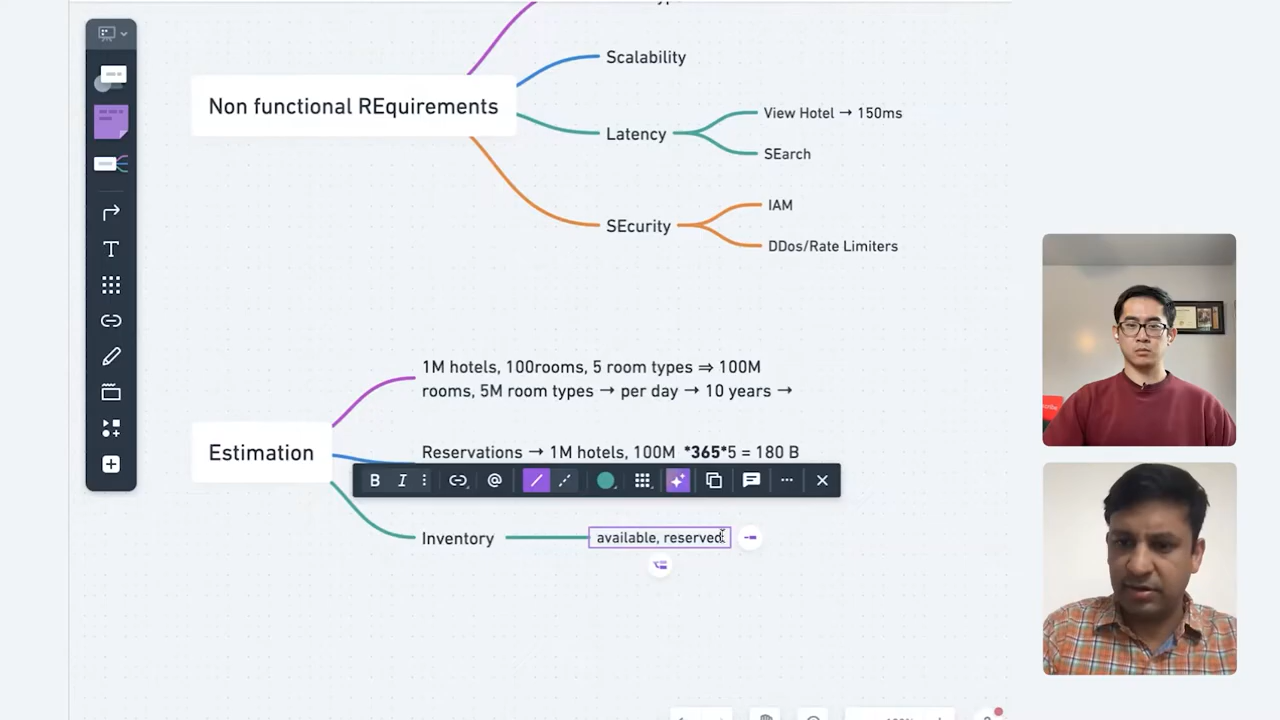 Scalability
Non functional REquirements
View Hotel → 150ms
Latency
SEarch
IAM
SEcurity
DDos/Rate Limiters
1M hotels, 100rooms, 5 room types ⇒ 100M
rooms, 5M room types → per day → 10 years →
Estimation
Reservations → 1M hotels, 100M *365*5 = 180 B
B I @
Inventory
available, reserved
T